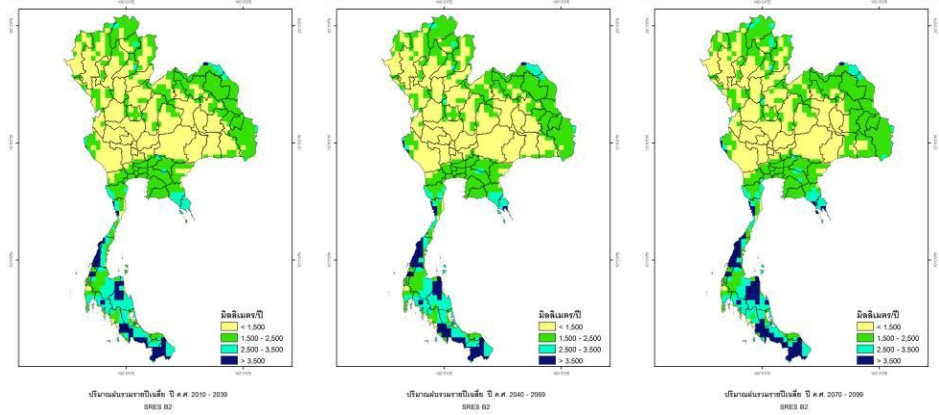 มิลลิเมตร/ปี
< 1,500
1,500 - 2,500
2.500 - 3.500
> 3.500
ปริมาณฝนรวมรายปีเฉลี่ย ปี ค.ศ. 2010 - 2039
SRES B2
มิลลิเมตร/ปี
< 1,500
1,500 - 2,500
2.500 - 3.500
> 3.500
ปริมาณฝนรวมรายปีเฉลี่ย ปี ค.ศ. 2040 - 2069
SRES B2
มิลลิเมตร/ปี
< 1,500
1,500 - 2,500
2.500 - 3.500
> 3.500
ปริมาณฝนรวมรายปีเฉลี่ย ปี ค.ศ. 2070 - 2099
SRES B2